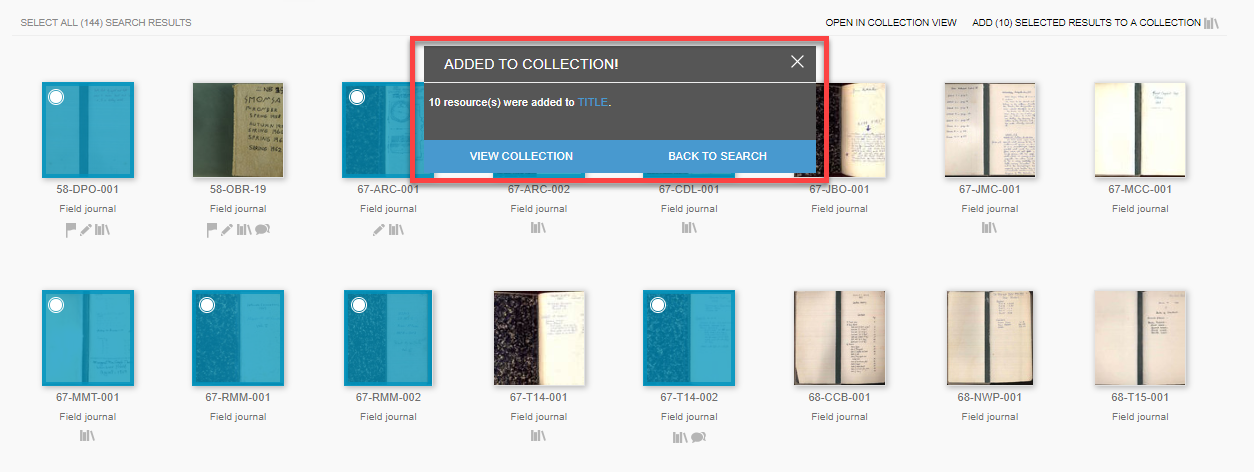 SELECT ALL (144) SEARCH RESULTS
OPEN IN COLLECTION VIEW ADD (10) SELECTED RESULTS TO A COLLECTION
ADDED TO COLLECTION!
10 resource(s) were added to TITLE.
VIEW COLLECTION BACK TO SEARCH
58-DPO-001 58-OBR-19 67-ARC-001 67-ARC-002 67-CDL-001 67-JBO-001 67-JMC-001 67-MCC-001
Field journal Field journal Field journal Field journal Field journal Field journal Field journal Field journal
67-MMT-001 67-RMM-001 67-RMM-002 67-T14-001 67-T14-002 68-CCB-001 68-NWP-001 68-T15-001
Field journal Field journal Field journal Field journal Field journal Field journal Field journal Field journal